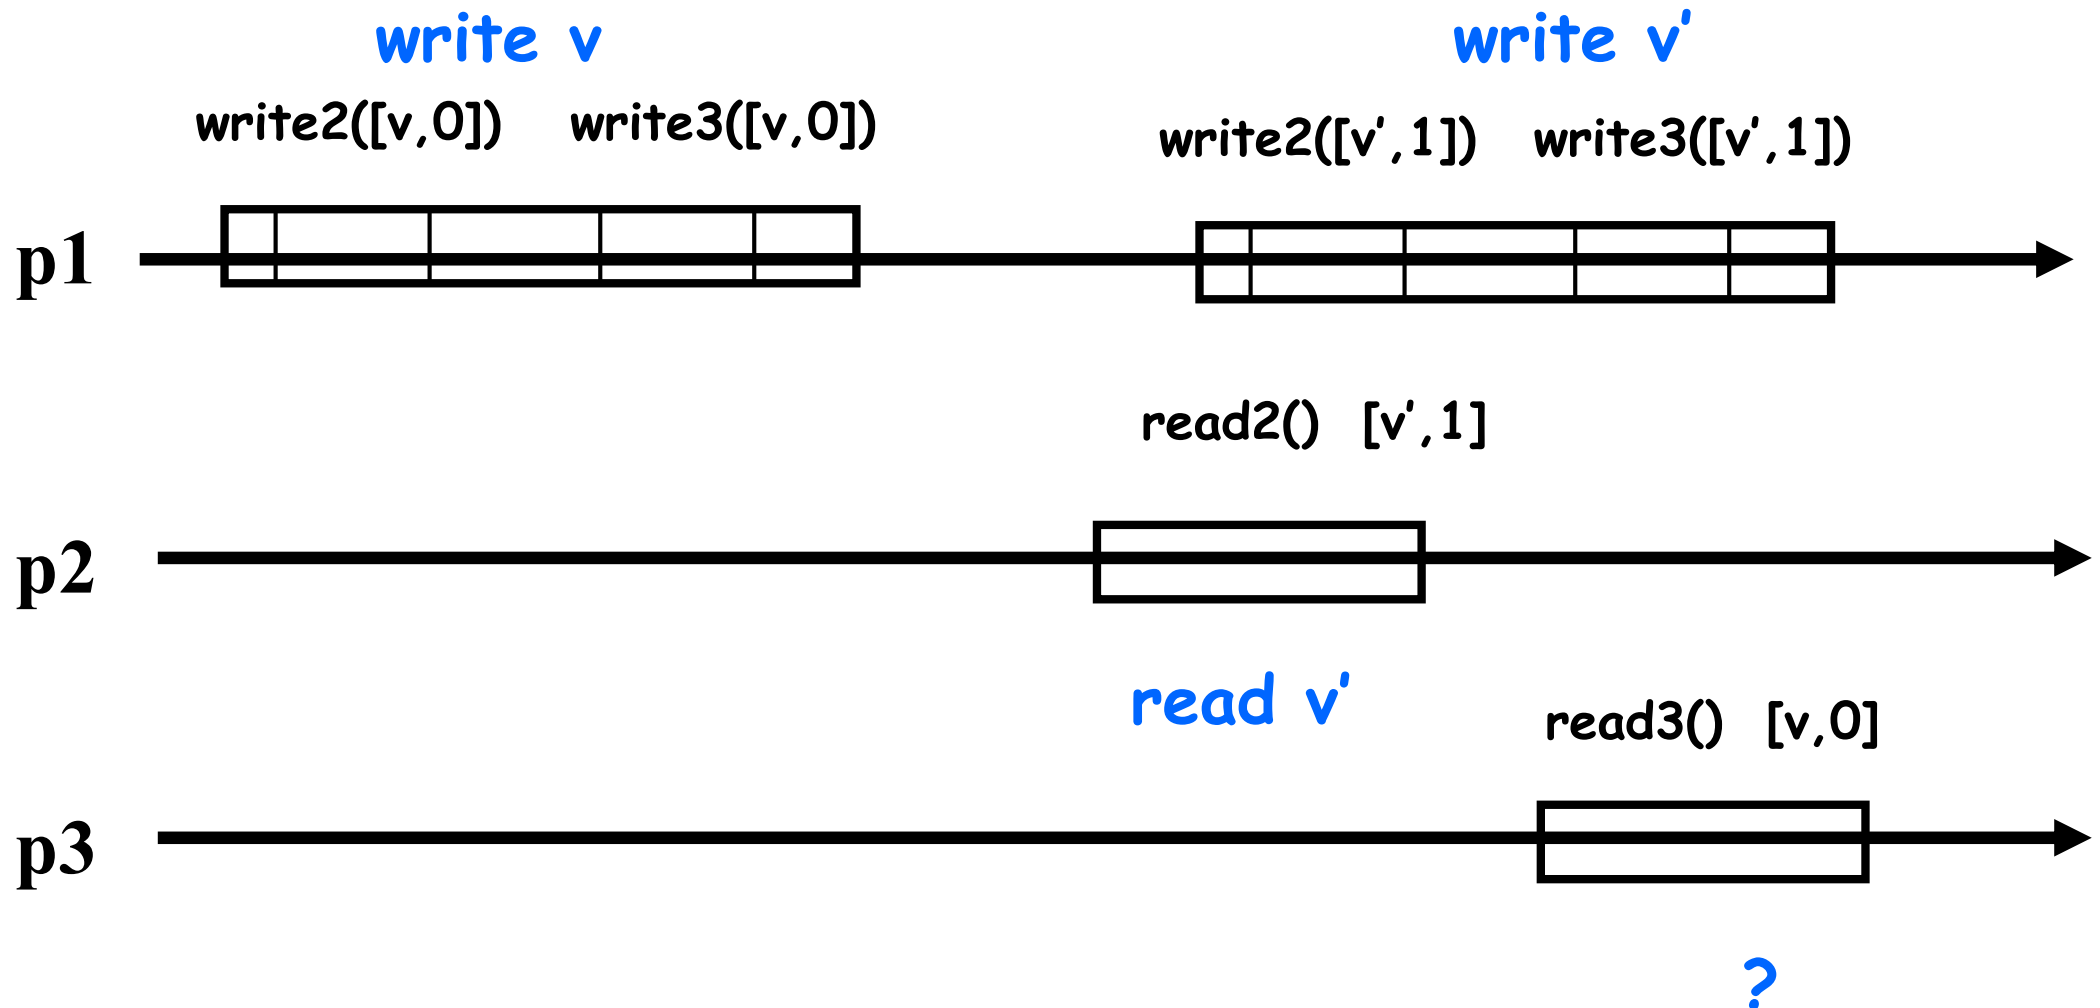 write v write v'
write2([v,0]) write3([v,0]) write2([v',1]) write3([v',1])
p1
read2() [v',1]
p2
read v'
read3() [v,0]
p3
?